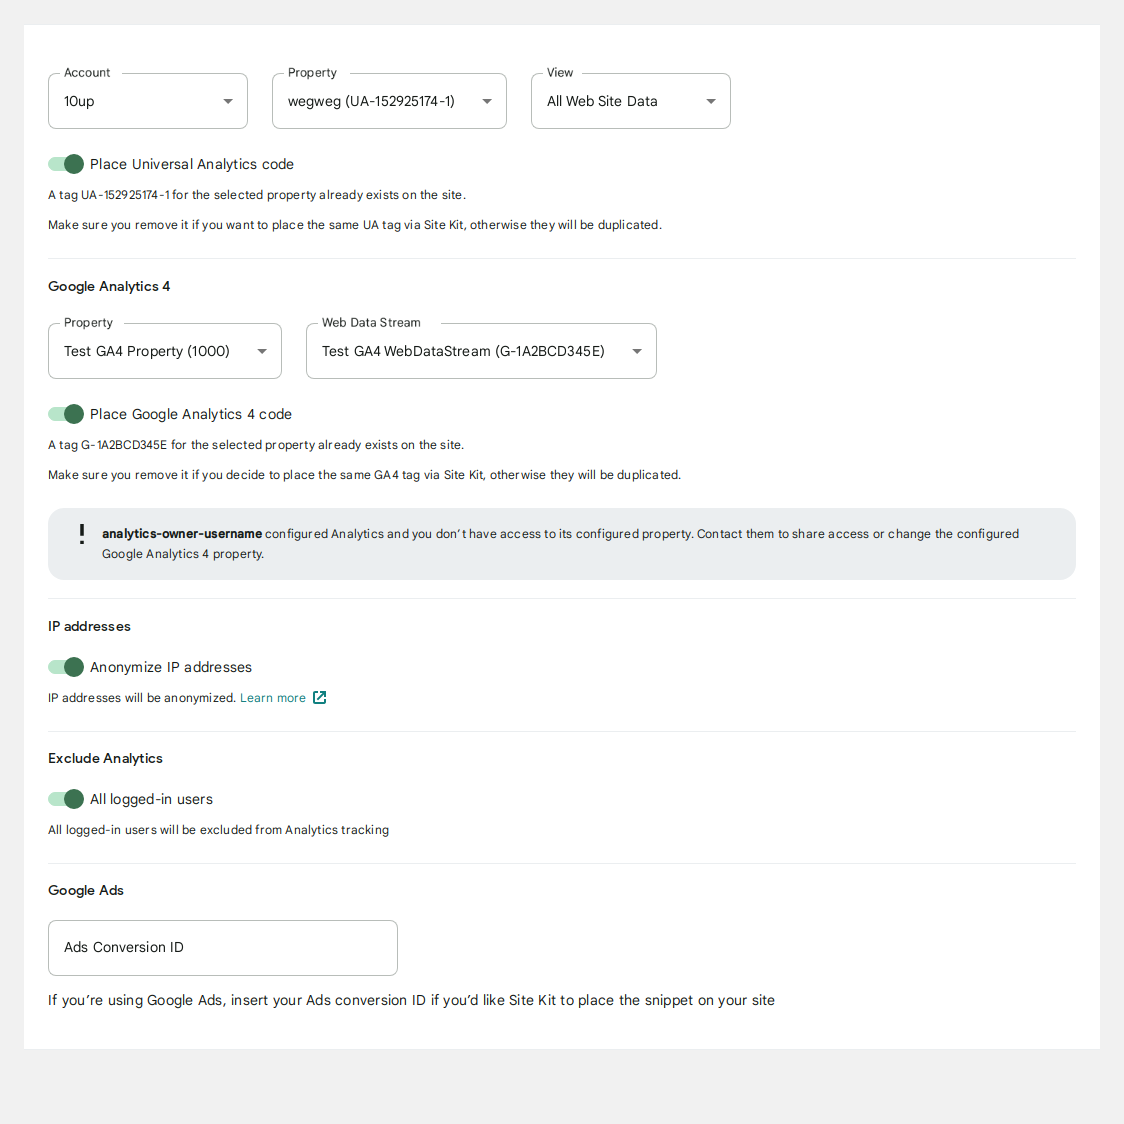 Account Property View
10up wegweg (UA-152925174-1) All Web Site Data
Place Universal Analytics code
A tag UA-152925174-1 for the selected property already exists on the site.
Make sure you remove it if you want to place the same UA tag via Site Kit, otherwise they will be duplicated.
Google Analytics 4
Property Web Data Stream
Test GA4 Property (1000) Test GA4 WebDataStream (G-1A2BCD345E)
Place Google Analytics 4 code
A tag G-1A2BCD345E for the selected property already exists on the site.
Make sure you remove it if you decide to place the same GA4 tag via Site Kit, otherwise they will be duplicated.
! analytics-owner-username configured Analytics and you don't have access to its configured property. Contact them to share access or change the configured
Google Analytics 4 property.
IP addresses
Anonymize IP addresses
IP addresses will be anonymized. Learn more
Exclude Analytics
All logged-in users
All logged-in users will be excluded from Analytics tracking
Google Ads
Ads Conversion ID
If you're using Google Ads, insert your Ads conversion ID if you'd like Site Kit to place the snippet on your site